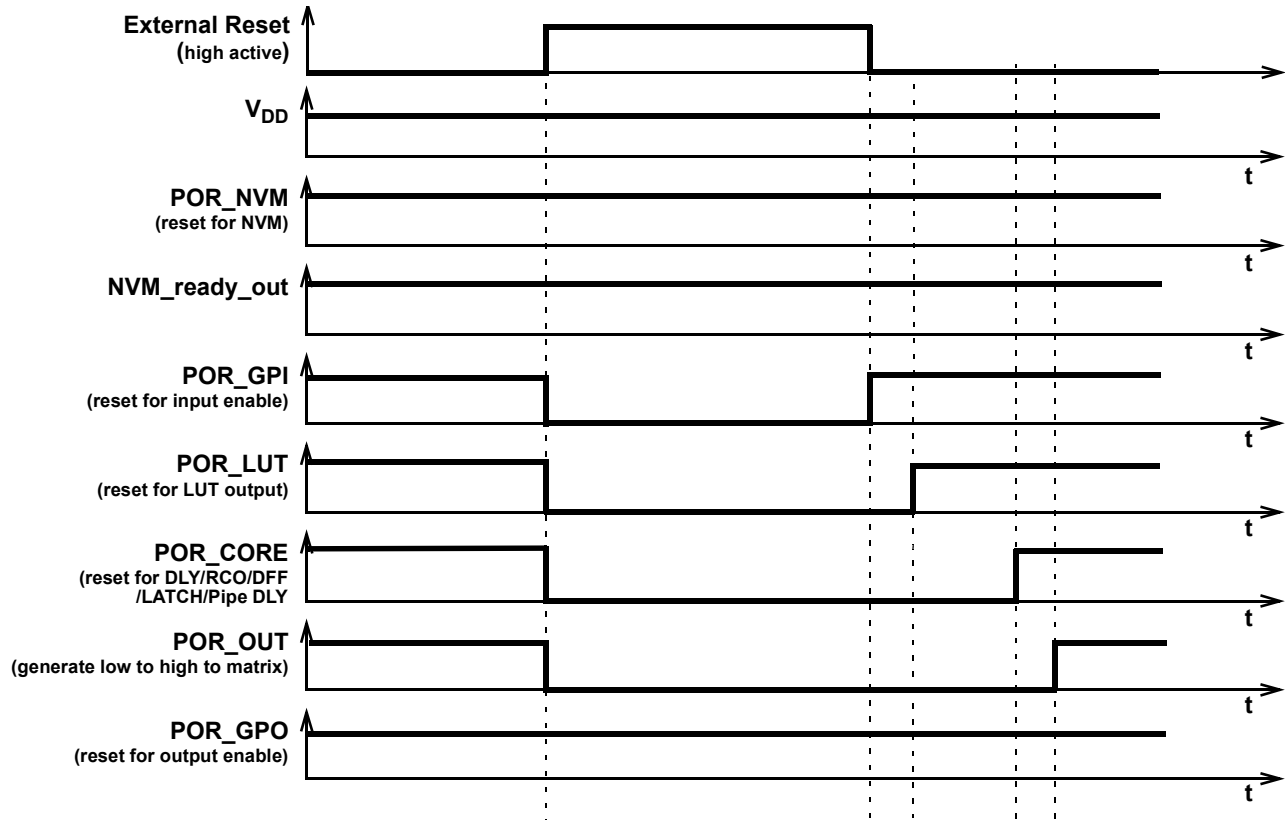 External Reset
(high active)
VDD
t
POR_NVM
(reset for NVM)
t
NVM_ready_out
t
POR_GPI
(reset for input enable)
t
POR_LUT
(reset for LUT output)
t
POR_CORE
(reset for DLY/RCO/DFF
/LATCH/Pipe DLY
t
POR_OUT
(generate low to high to matrix)
t
POR_GPO
(reset for output enable)
t